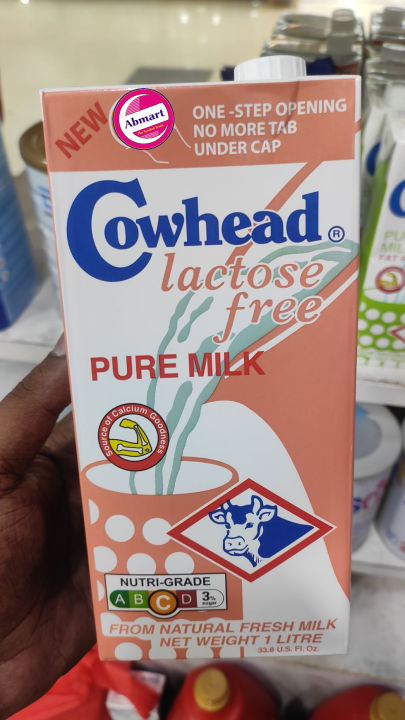 NEW
Abmart
ONE -STEP OPENING
NO MORE TAB
UNDER CAP
Cowhead®
lactose
free
PURE MILK
Source of Calcium Goodness
NUTRI-GRADE
A B C D 3% sugar
FROM NATURAL FRESH MILK
NET WEIGHT 1 LITRE
33.8 U.S. Fl. Oz.